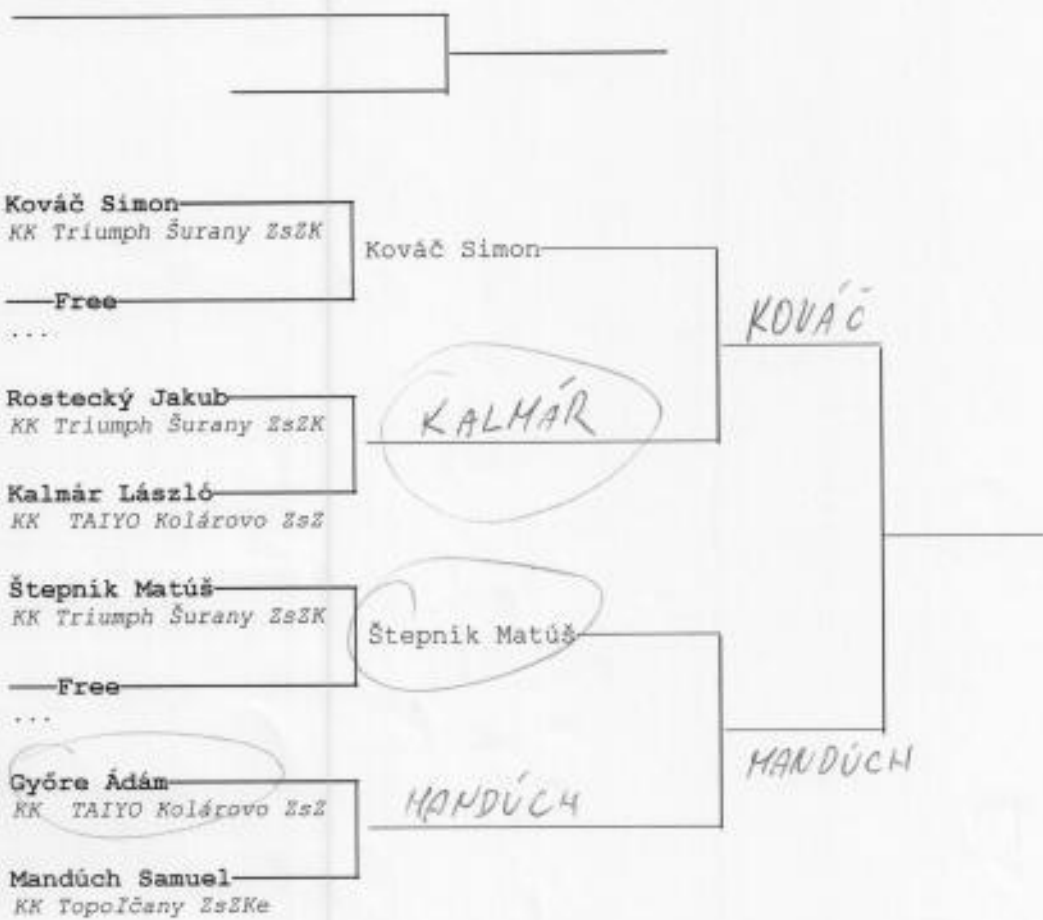 Kováč Simon
KK Triumph Šurany ZsZK
Kováč Simon
Free
...
KOVÁČ
Rostecký Jakub
KK Triumph Šurany ZsZK
KALMÁR
Kalmár László
KK TAIYO Kolárovo ZsZ
Štepnik Matúš
KK Triumph Šurany ZsZK
Štepnik Matúš
Free
...
MANDÚCH
Győre Ádám
KK TAIYO Kolárovo ZsZ
MANDÚCH
Mandúch Samuel
KK Topoľčany ZsZKe